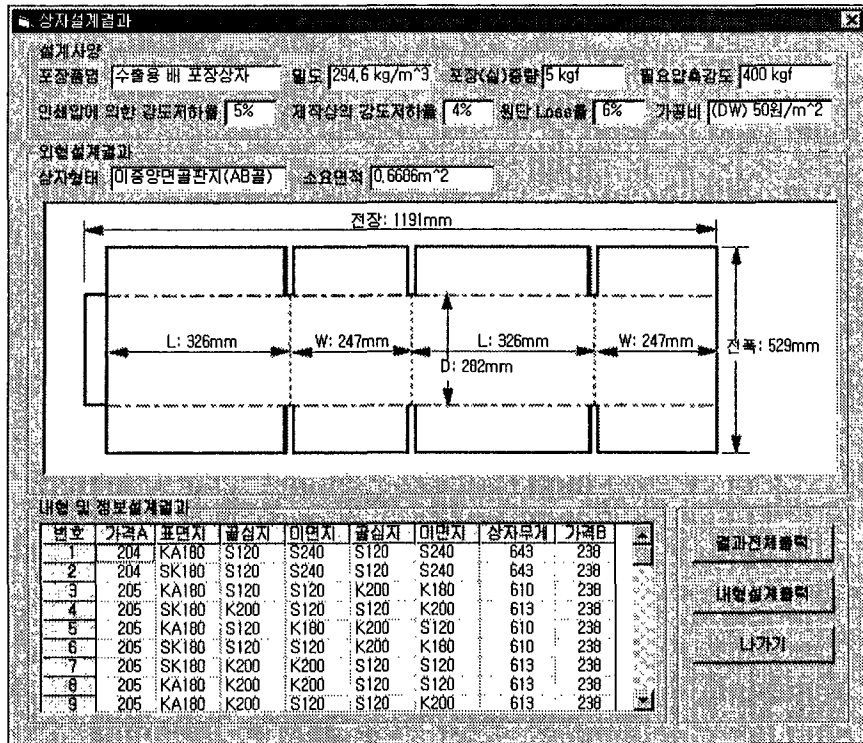 상자설계결과
설계사양
포장품명 수출용 배 포장상자 밀도 294.6 kg/m^3 포장(실)중량 5 kgf 필요압축강도 400 kgf
인쇄압에 의한 강도저하율 5% 제작상의 강도저하율 4% 원단 Loss율 6% 가공비 (DW) 50원/m^2
외형설계결과
상자형태 이중양면골판지(AB골) 소요면적 0.6686m^2
전장: 1191mm
L: 326mm W: 247mm L: 326mm W: 247mm 전폭: 529mm
D: 282mm
내형 및 정보설계결과
번호 가격A 표면지 골심지 이면지 골심지 이면지 상자무게 가격B
1 204 KA180 S120 S240 S120 S240 643 238
2 204 SK180 S120 S240 S120 S240 643 238
3 205 KA180 S120 S120 K200 K180 610 238
4 205 SK180 K200 S120 S120 K200 613 238
5 205 KA180 S120 K180 K200 S120 610 238
6 205 SK180 S120 S120 K200 K180 610 238
7 205 SK180 K200 K200 S120 S120 613 238
8 205 KA180 K200 K200 S120 S120 613 238
9 205 KA180 K200 S120 S120 K200 613 238
결과전체출력
내형설계출력
나가기